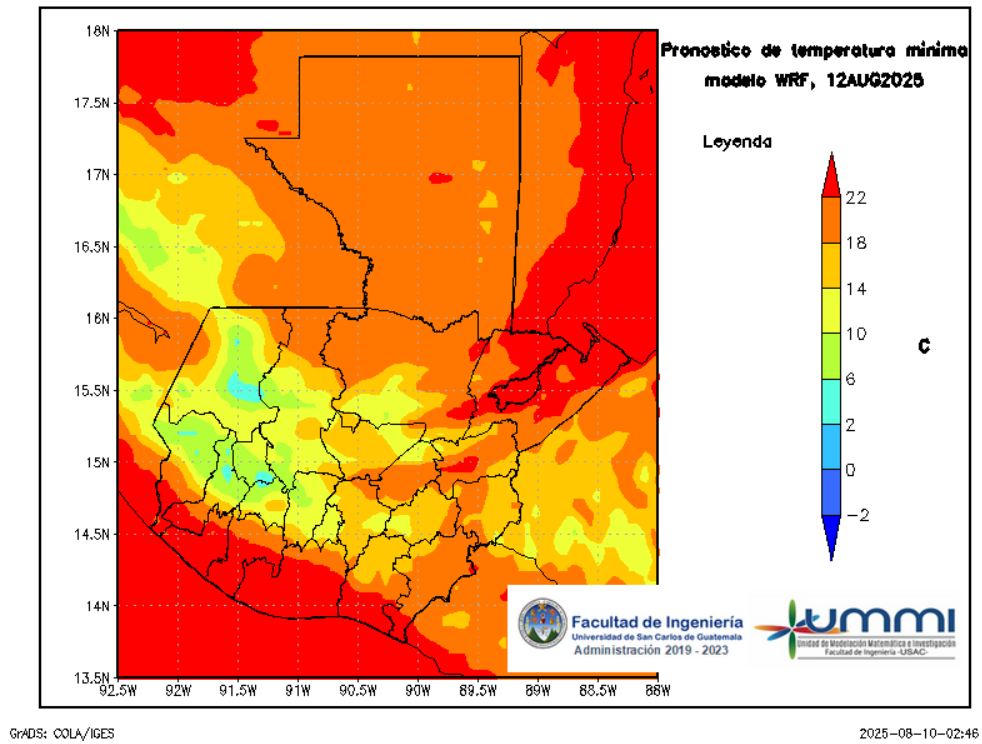 Pronostico de temperatura minima
modelo WRF, 12AUG2025
Leyenda
22
18
14
10
6
2
0
−2
C
18N
17.5N
17N
16.5N
16N
15.5N
15N
14.5N
14N
13.5N
92.5W 92W 91.5W 91W 90.5W 90W 89.5W 89W 88.5W 88W
Facultad de Ingeniería
Universidad de San Carlos de Guatemala
Administración 2019 - 2023
ummi
Unidad de Modelación Matemática e Investigación
Facultad de Ingeniería -USAC-
GrADS: COLA/IGES
2025-08-10-02:46